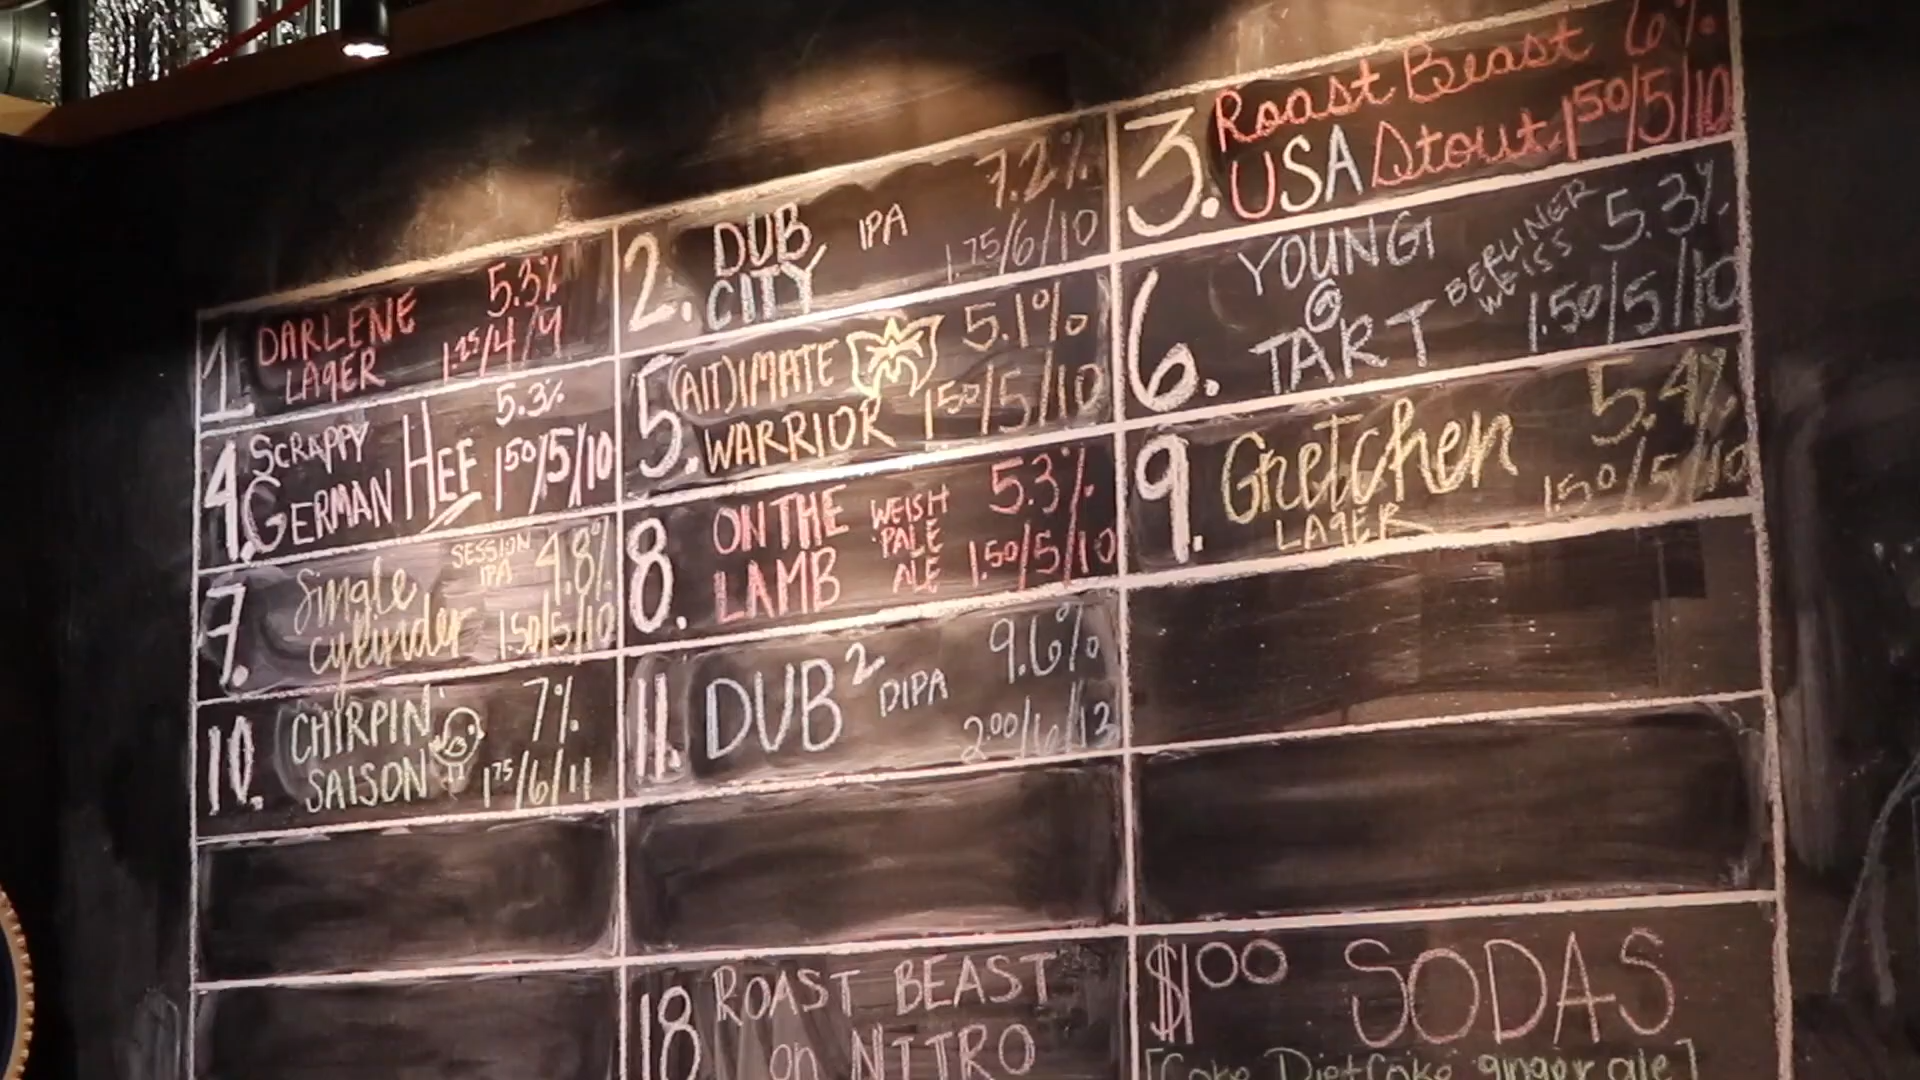 1. DARLENE 5.3%
LAGER 1.25/4/9
2. DUB IPA 7.2%
CITY 1.75/6/10
3. Roast Beast 6%
USA Stout 1.50/5/10
4. SCRAPPY 5.3%
GERMAN HEF 1.50/5/10
5. (AIT)IMATE 5.1%
WARRIOR 1.50/5/10
6. YOUNG BERLINER 5.3%
@ WEISS
TART 1.50/5/10
7. Single SESSION 4.8%
IPA
cylinder 1.50/5/10
8. ON THE WELSH 5.3%
PALE
LAMB ALE 1.50/5/10
9. Gretchen 5.4%
LAGER 1.50/5/10
10. CHIRPIN' 7%
SAISON 1.75/6/11
11. DUB2 DIPA 9.6%
2.00/6/13
18 ROAST BEAST
on NITRO
$1.00 SODAS
[Coke Diet Coke ginger ale]